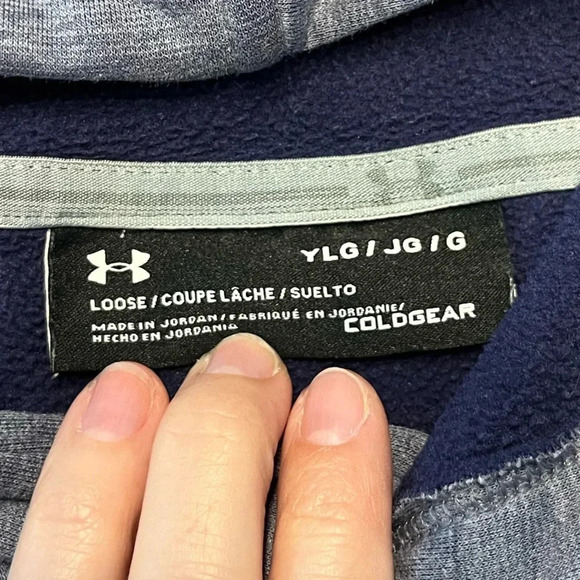 YLG / JG / G
LOOSE / COUPE LÂCHE / SUELTO
MADE IN JORDAN / FABRIQUÉ EN JORDANIE/
HECHO EN JORDANIA
COLDGEAR